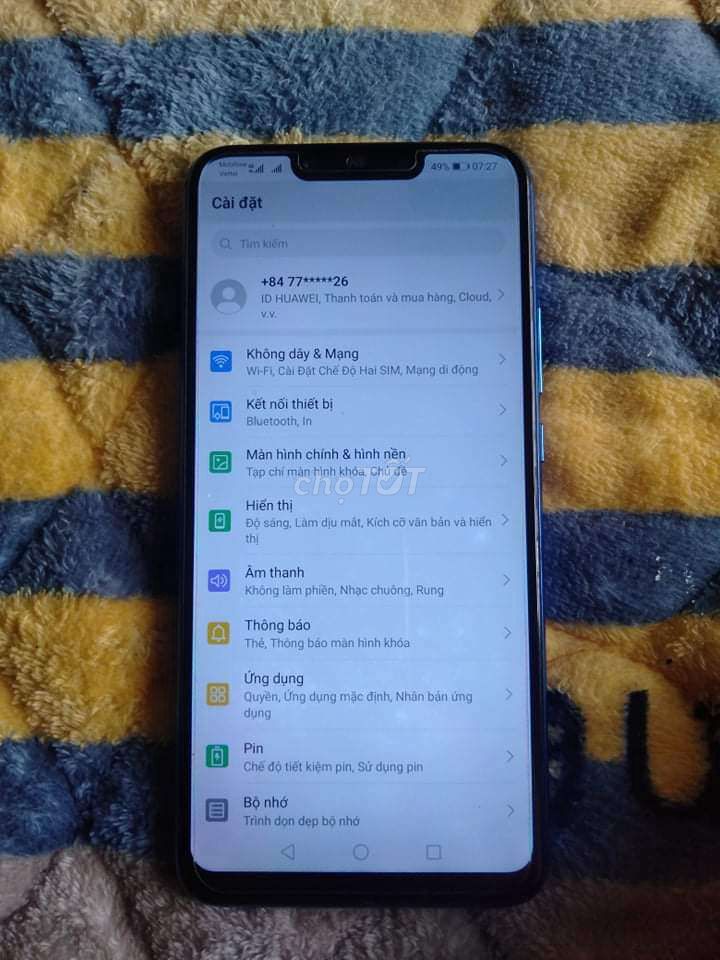 Mobifone
Viettel
49% 07:27
Cài đặt
Tìm kiếm
+84 77*****26
ID HUAWEI, Thanh toán và mua hàng, Cloud,
v.v.
Không dây & Mạng
Wi-Fi, Cài Đặt Chế Độ Hai SIM, Mạng di động
Kết nối thiết bị
Bluetooth, In
Màn hình chính & hình nền
Tạp chí màn hình khóa, Chủ đề
chợTỐT
Hiển thị
Độ sáng, Làm dịu mắt, Kích cỡ văn bản và hiển
thị
Âm thanh
Không làm phiền, Nhạc chuông, Rung
Thông báo
Thẻ, Thông báo màn hình khóa
Ứng dụng
Quyền, Ứng dụng mặc định, Nhân bản ứng
dụng
Pin
Chế độ tiết kiệm pin, Sử dụng pin
Bộ nhớ
Trình dọn dẹp bộ nhớ